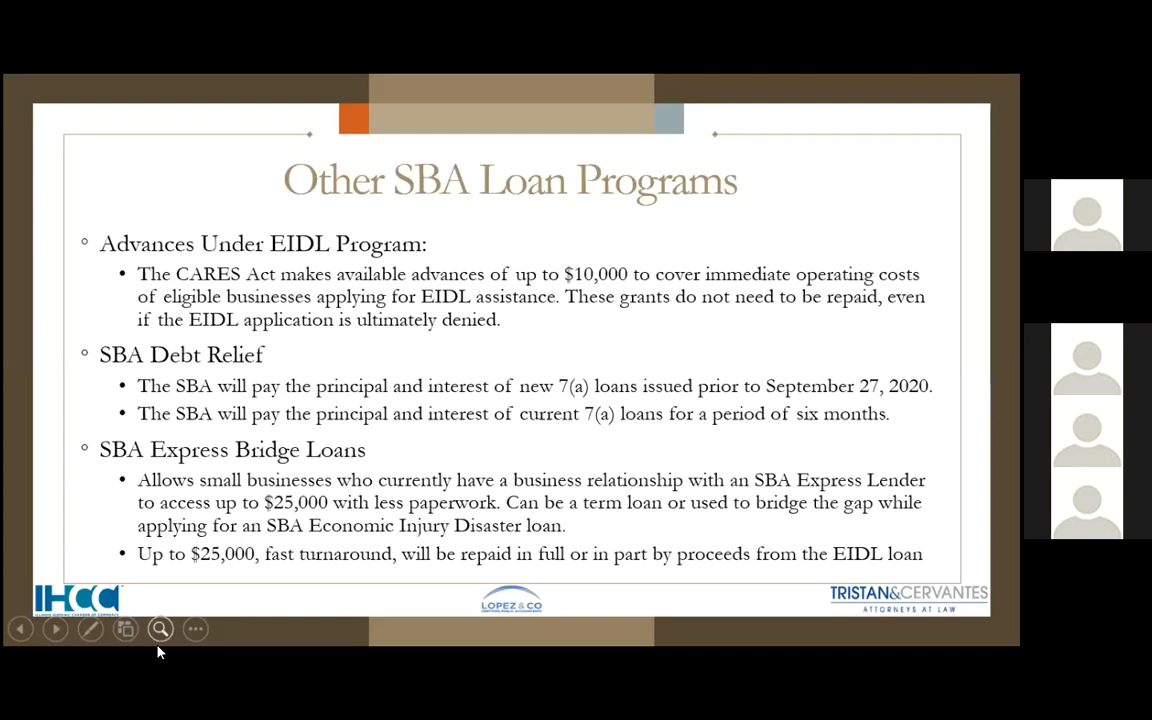 Other SBA Loan Programs
Advances Under EIDL Program:
The CARES Act makes available advances of up to $10,000 to cover immediate operating costs
of eligible businesses applying for EIDL assistance. These grants do not need to be repaid, even
if the EIDL application is ultimately denied.
SBA Debt Relief
The SBA will pay the principal and interest of new 7(a) loans issued prior to September 27, 2020.
The SBA will pay the principal and interest of current 7(a) loans for a period of six months.
SBA Express Bridge Loans
Allows small businesses who currently have a business relationship with an SBA Express Lender
to access up to $25,000 with less paperwork. Can be a term loan or used to bridge the gap while
applying for an SBA Economic Injury Disaster loan.
Up to $25,000, fast turnaround, will be repaid in full or in part by proceeds from the EIDL loan
IHCC
ILLINOIS HISPANIC CHAMBER OF COMMERCE
LOPEZ & CO
CERTIFIED PUBLIC ACCOUNTANTS
TRISTAN&CERVANTES
ATTORNEYS AT LAW